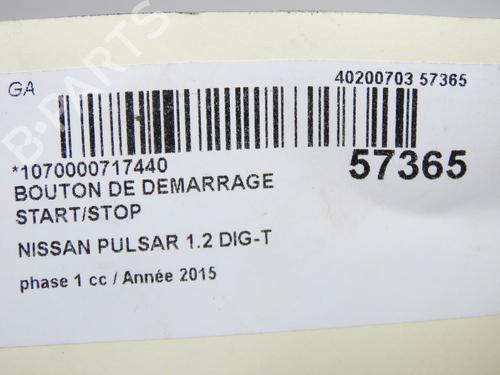 B-PARTS
GA
40200703 57365
*1070000717440
57365
BOUTON DE DEMARRAGE
START/STOP
NISSAN PULSAR 1.2 DIG-T
phase 1 cc / Année 2015